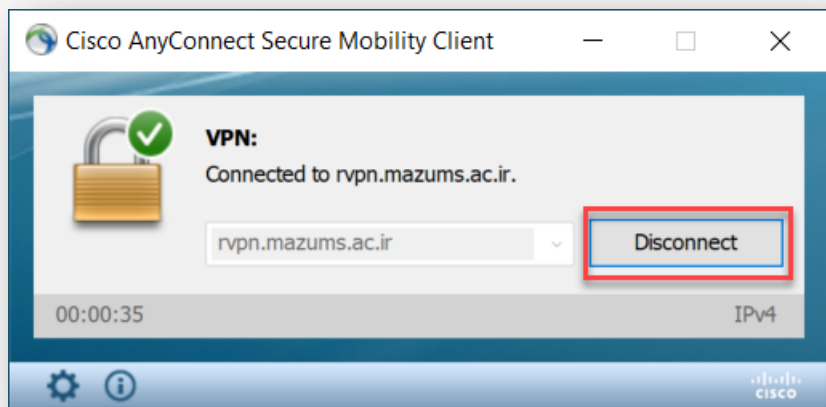 Cisco AnyConnect Secure Mobility Client
VPN:
Connected to rvpn.mazums.ac.ir.
rvpn.mazums.ac.ir
Disconnect
00:00:35
IPv4
CISCO